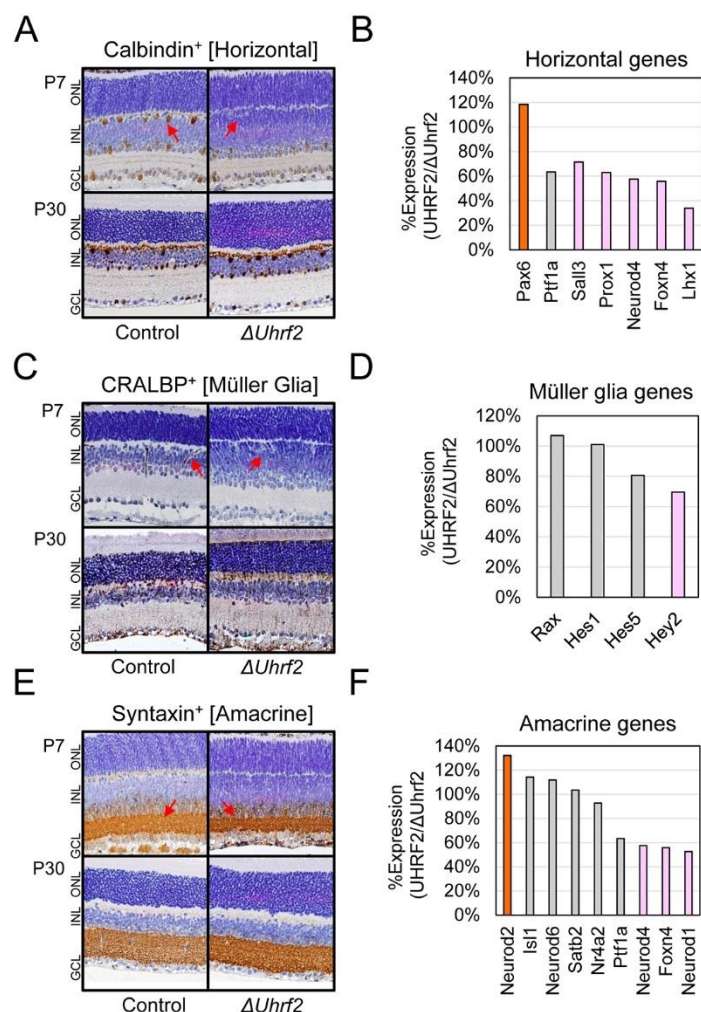 A
Calbindin⁺ [Horizontal]
P7
ONL
INL
GCL
P30
ONL
INL
GCL
Control
ΔUhrf2
B
Horizontal genes
%Expression
(UHRF2/ΔUhrf2)
140%
120%
100%
80%
60%
40%
20%
0%
Pax6
Ptf1a
Sall3
Prox1
Neurod4
Foxn4
Lhx1
C
CRALBP⁺ [Müller Glia]
P7
ONL
INL
GCL
P30
ONL
INL
GCL
Control
ΔUhrf2
D
Müller glia genes
%Expression
(UHRF2/ΔUhrf2
120%
100%
80%
60%
40%
20%
0%
Rax
Hes1
Hes5
Hey2
E
Syntaxin⁺ [Amacrine]
P7
ONL
INL
GCL
P30
ONL
INL
GCL
Control
ΔUhrf2
F
Amacrine genes
%Expression
(UHRF2/ΔUhrf2
140%
120%
100%
80%
60%
40%
20%
0%
Neurod2
Isl1
Neurod6
Satb2
Nr4a2
Ptf1a
Neurod4
Foxn4
Neurod1